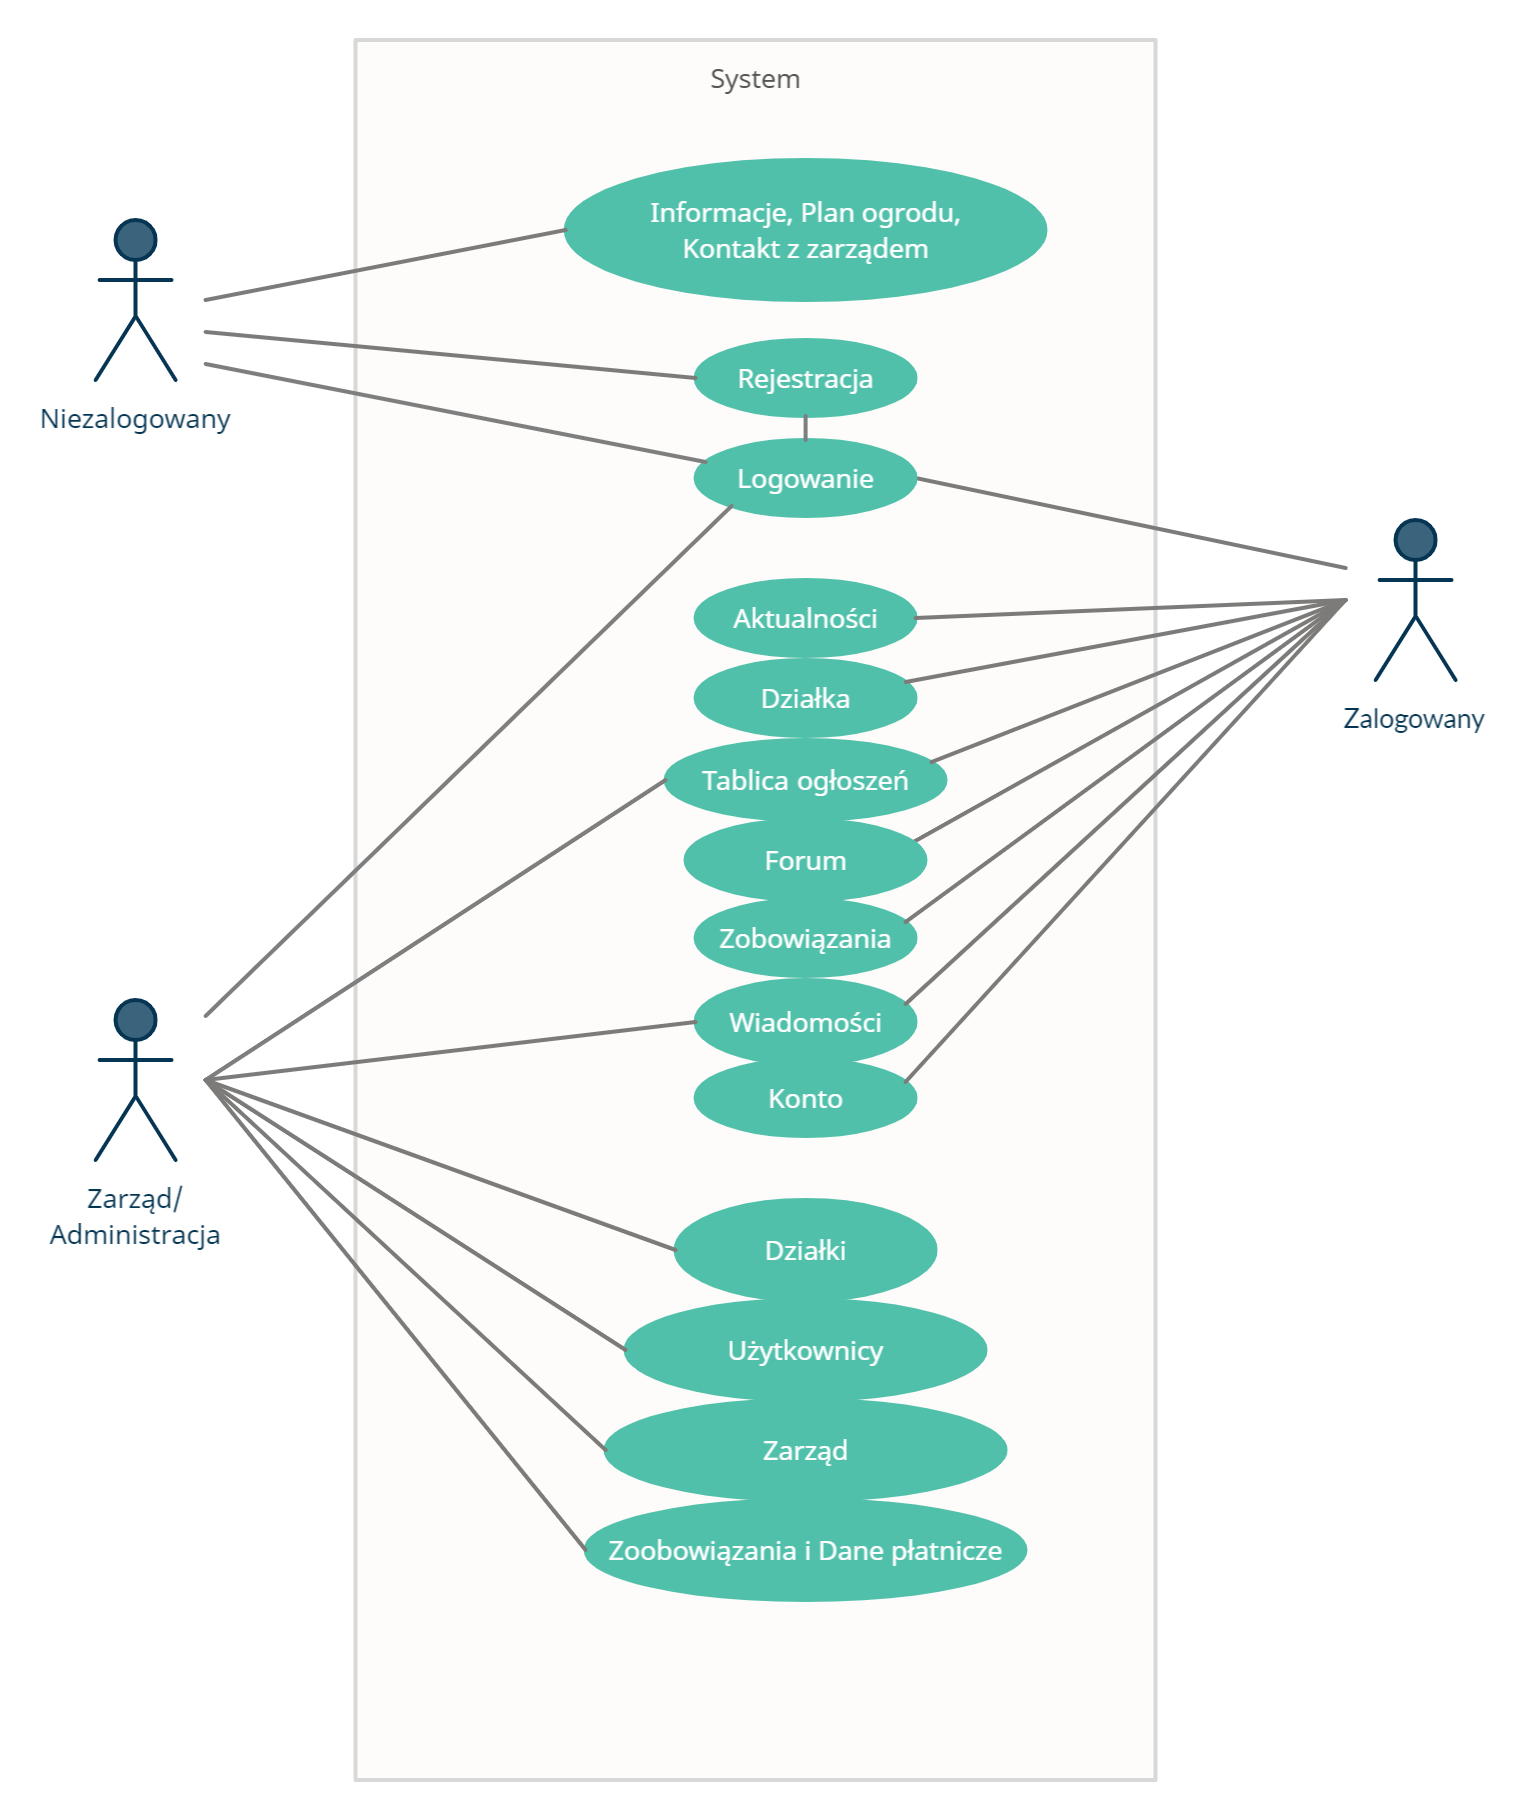 System
Informacje, Plan ogrodu,
Kontakt z zarządem
Rejestracja
Niezalogowany
Logowanie
Aktualności
Działka
Zalogowany
Tablica ogłoszeń
Forum
Zobowiązania
Wiadomości
Konto
Zarząd/
Administracja
Działki
Użytkownicy
Zarząd
Zoobowiązania i Dane płatnicze